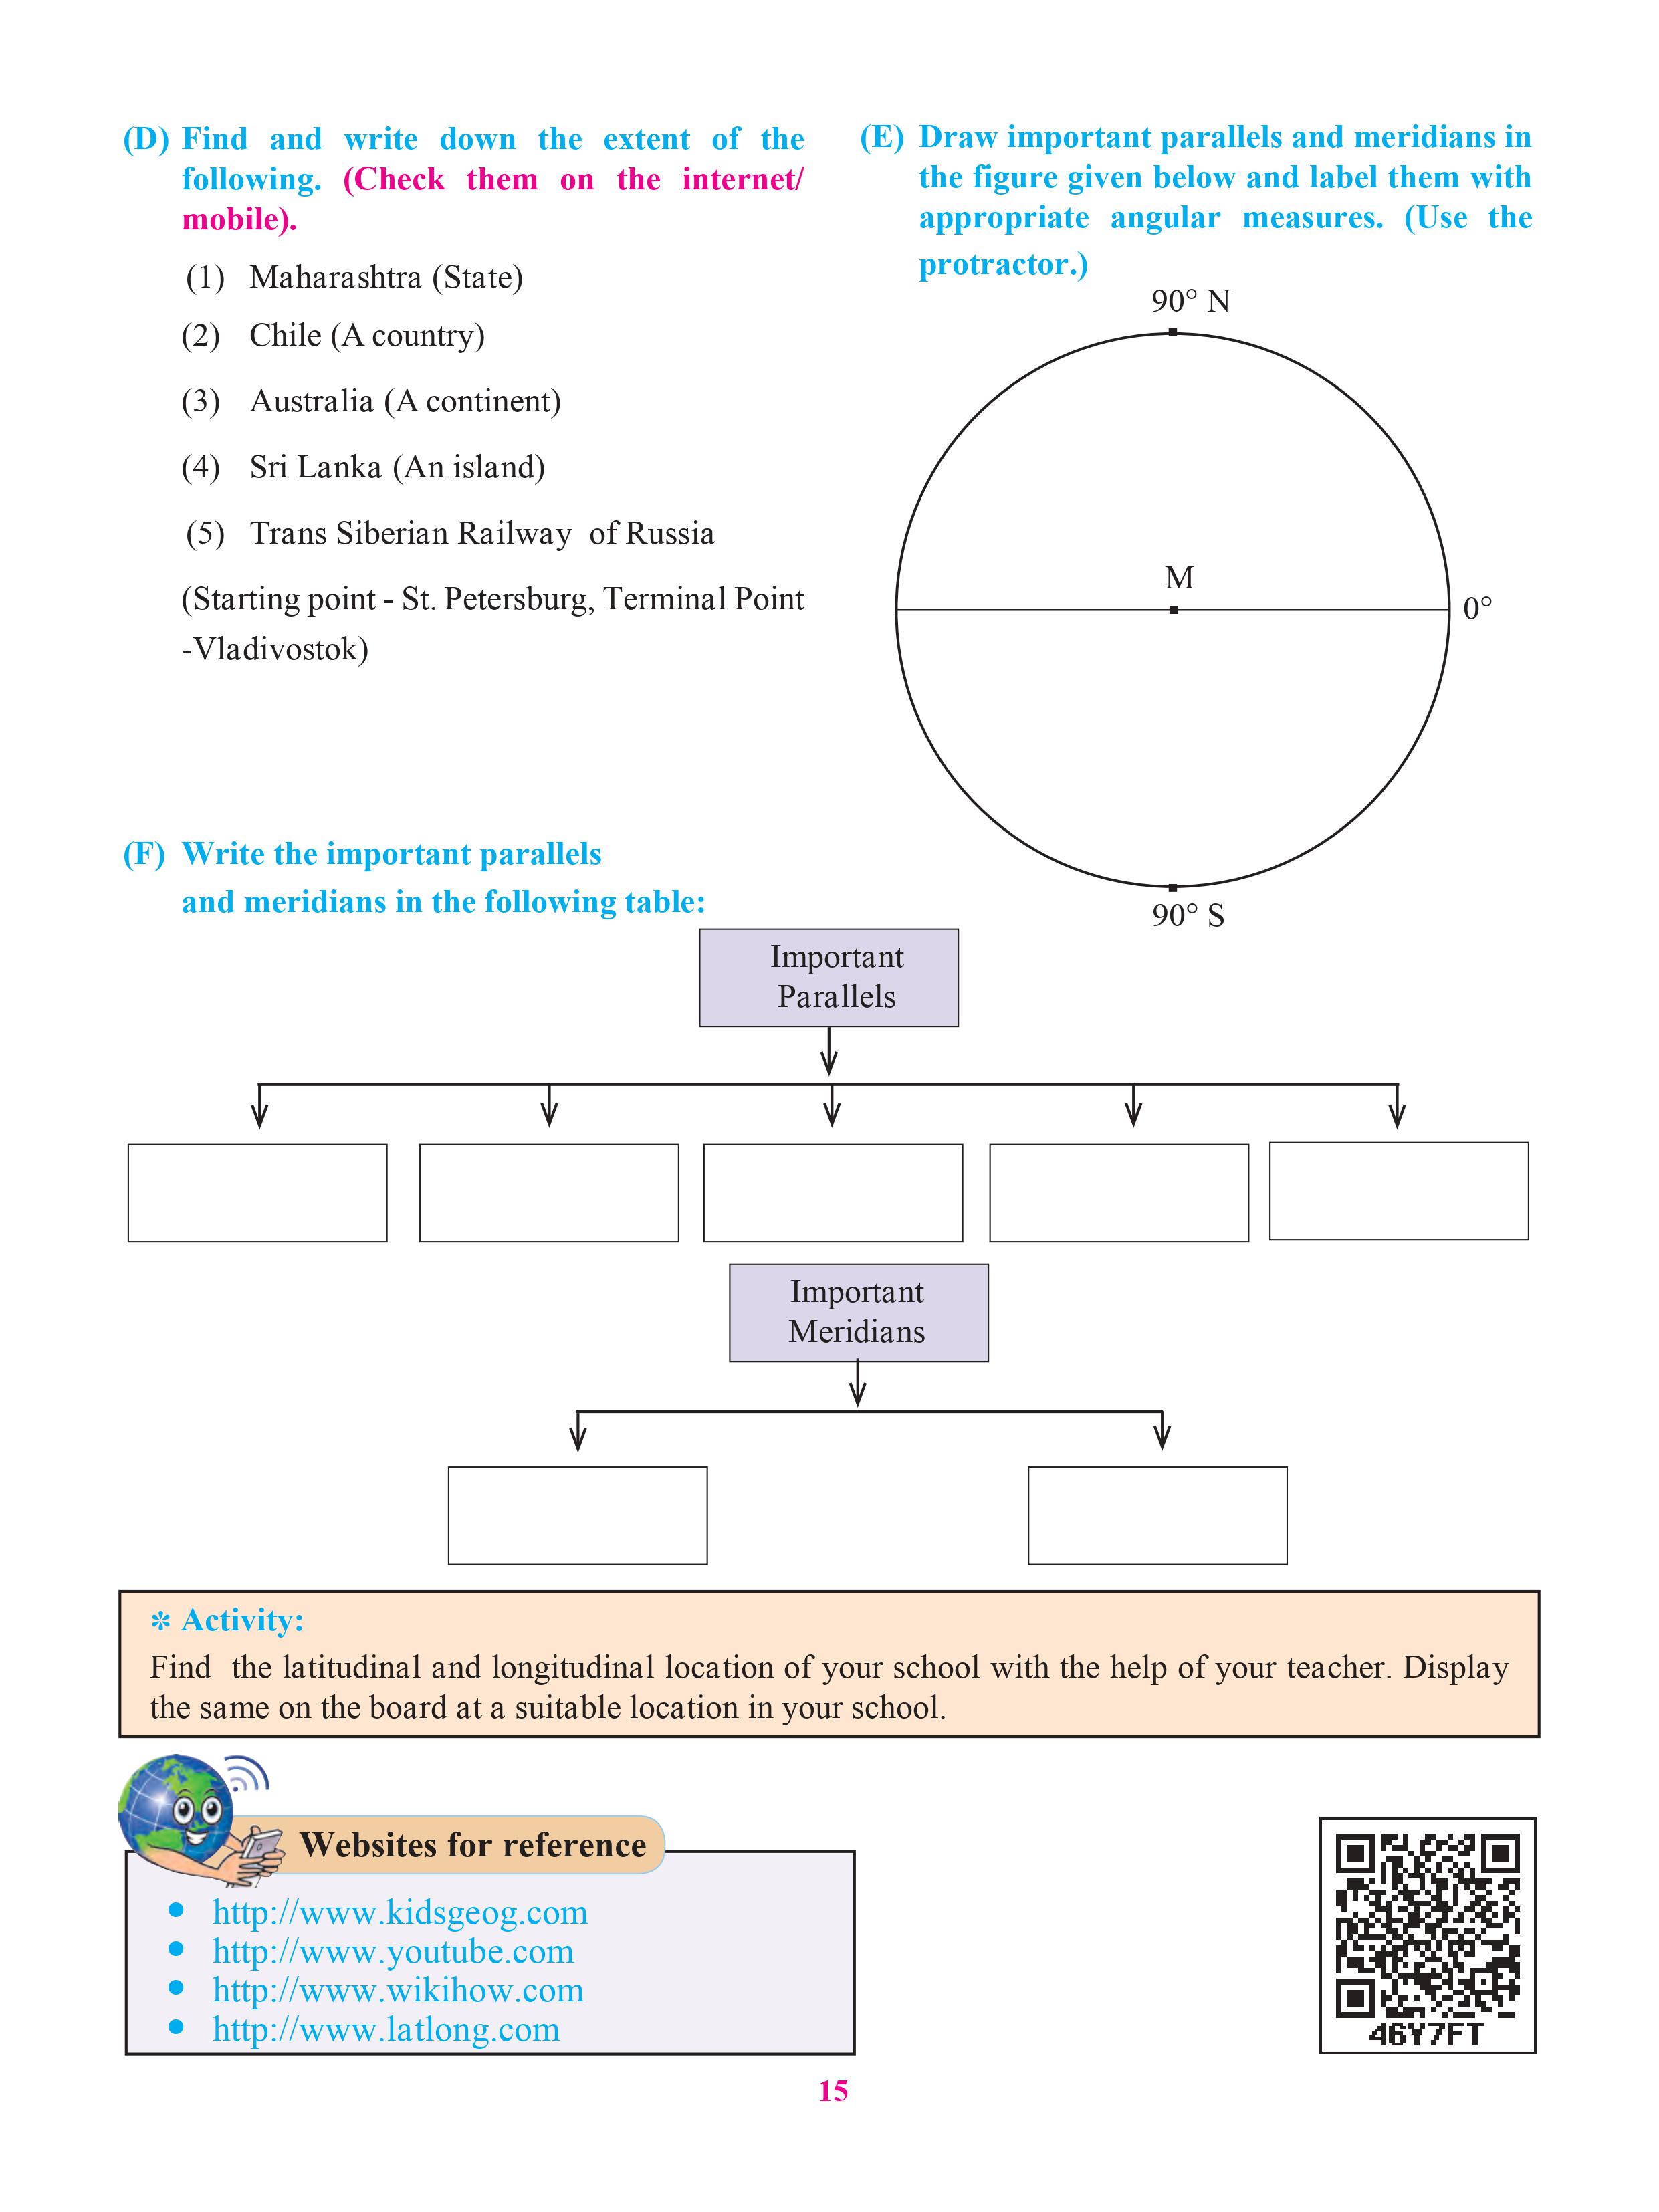 (D) Find and write down the extent of the
following. (Check them on the internet/
mobile).
(1) Maharashtra (State)
(2) Chile (A country)
(3) Australia (A continent)
(4) Sri Lanka (An island)
(5) Trans Siberian Railway of Russia
(Starting point - St. Petersburg, Terminal Point
-Vladivostok)
(E) Draw important parallels and meridians in
the figure given below and label them with
appropriate angular measures. (Use the
protractor.)
90° N
M
0°
90° S
(F) Write the important parallels
and meridians in the following table:
Important
Parallels
Important
Meridians
✽ Activity:
Find the latitudinal and longitudinal location of your school with the help of your teacher. Display
the same on the board at a suitable location in your school.
Websites for reference
• http://www.kidsgeog.com
• http://www.youtube.com
• http://www.wikihow.com
• http://www.latlong.com
46Y7FT
15